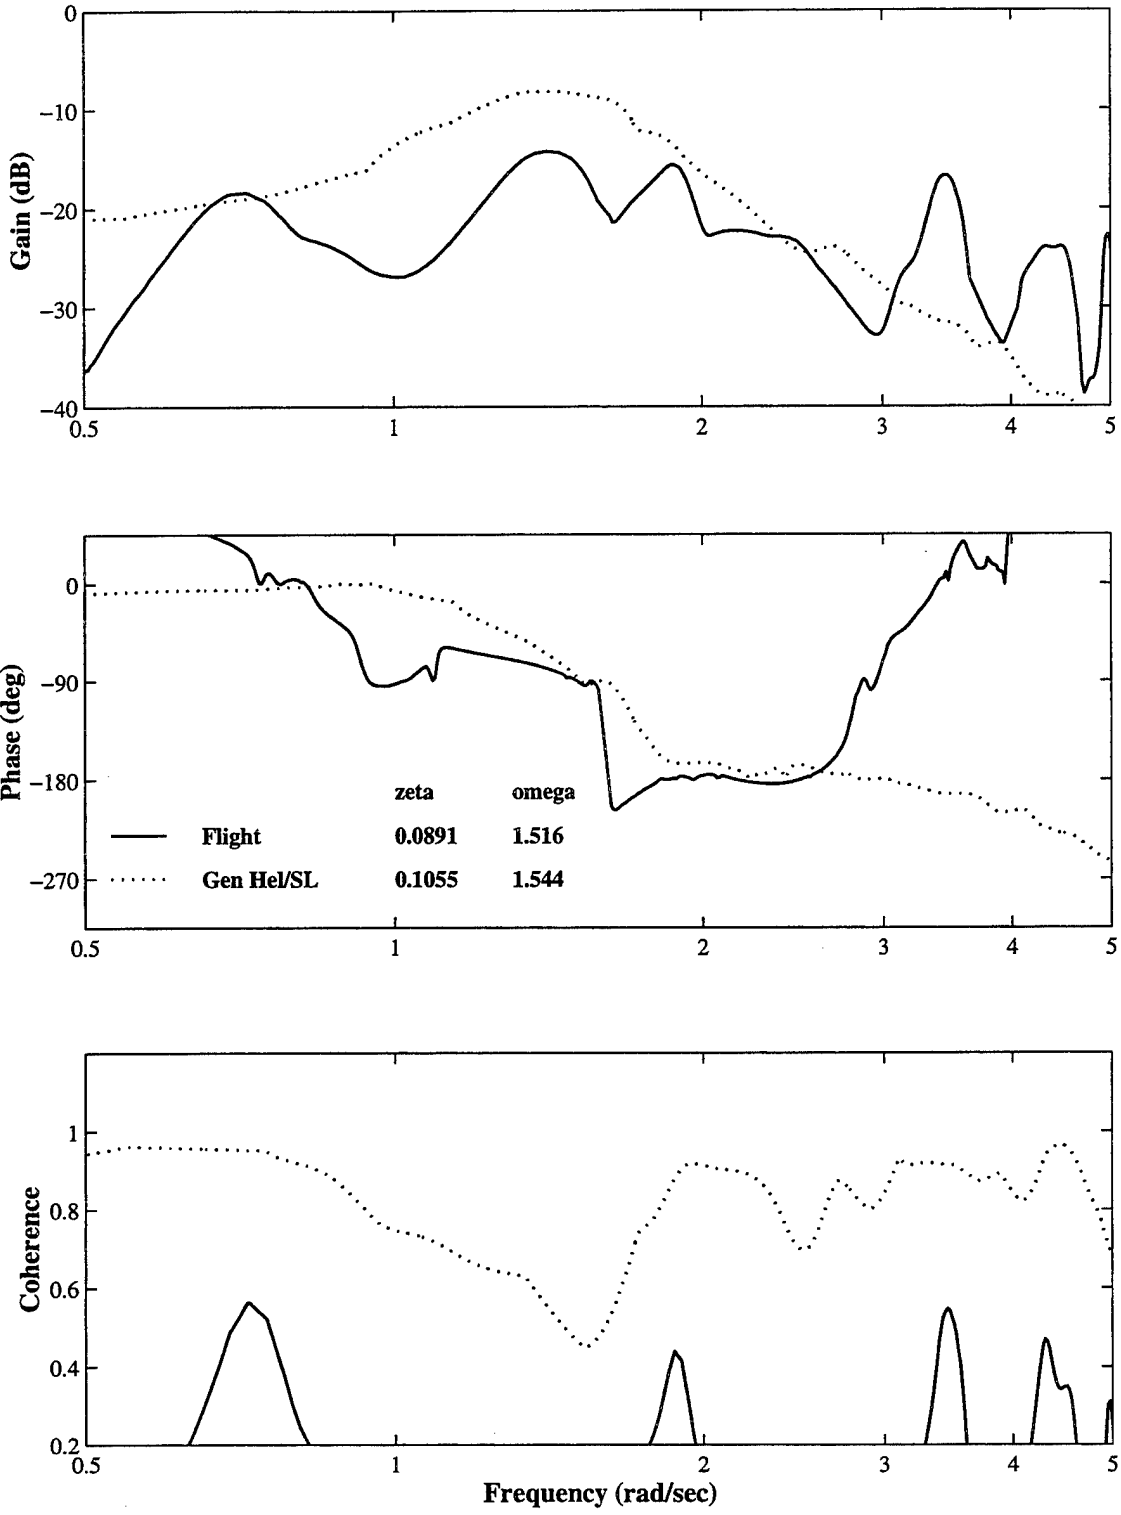 0
−10
−20
−30
−40
Gain (dB)
0.5 1 2 3 4 5
0
−90
−180
−270
Phase (deg)
zeta omega
Flight 0.0891 1.516
Gen Hel/SL 0.1055 1.544
0.5 1 2 3 4 5
1
0.8
0.6
0.4
0.2
Coherence
0.5 1 2 3 4 5
Frequency (rad/sec)